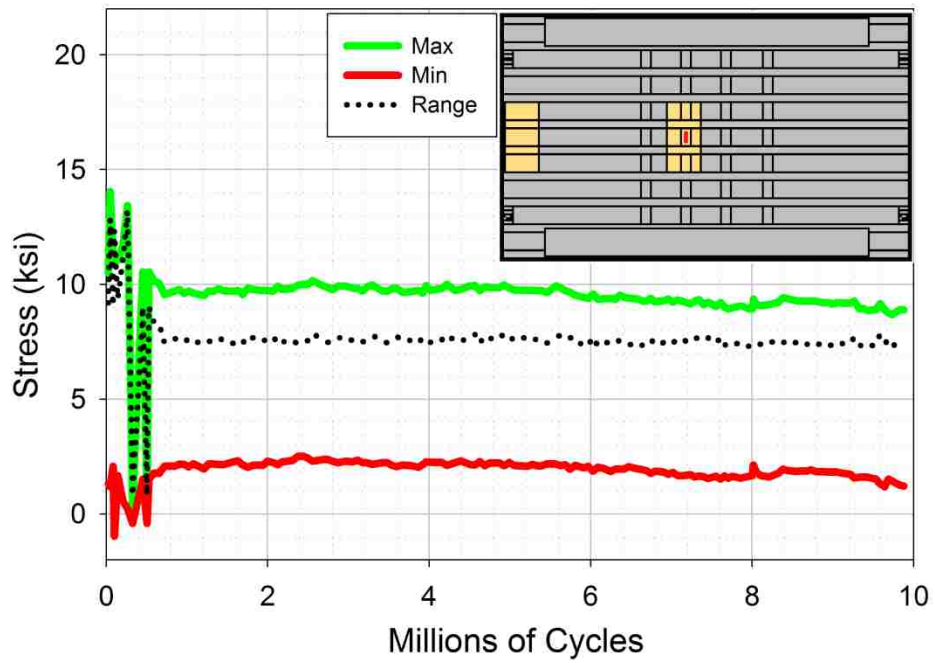 Stress (ksi)
20
15
10
5
0
Max
Min
Range
0 2 4 6 8 10
Millions of Cycles